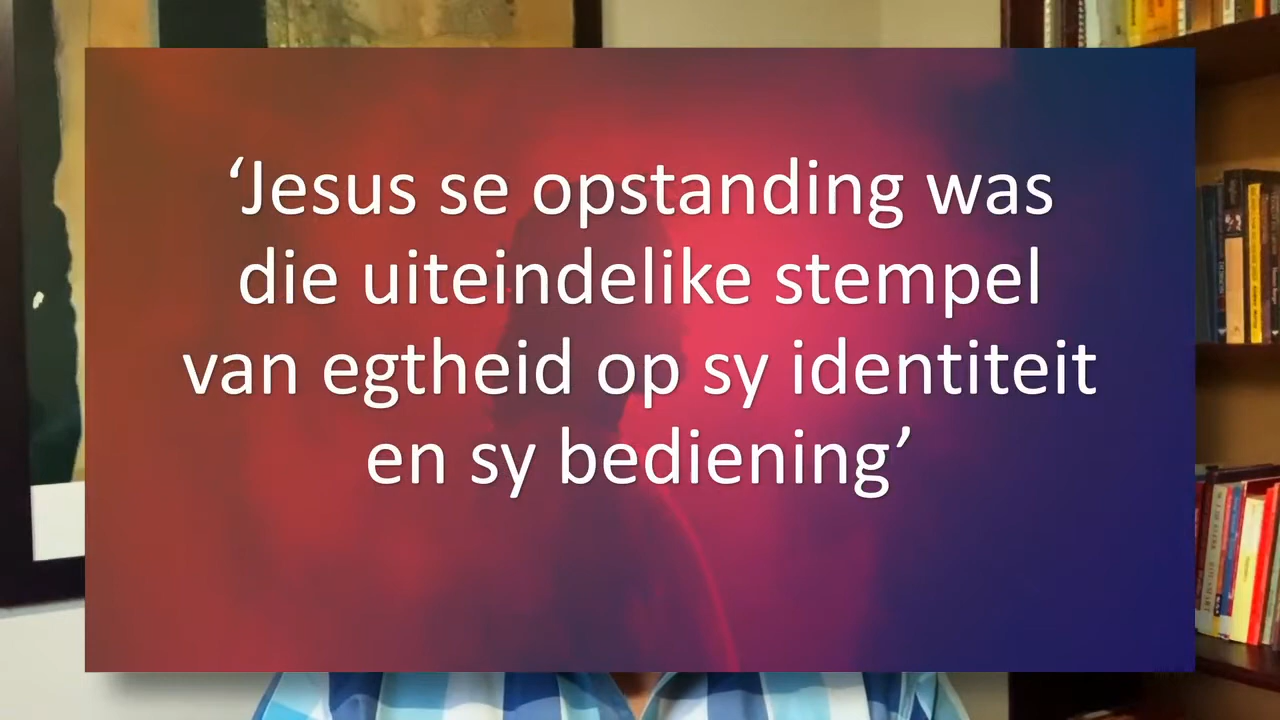 ‘Jesus se opstanding was
die uiteindelike stempel
van egtheid op sy identiteit
en sy bediening’